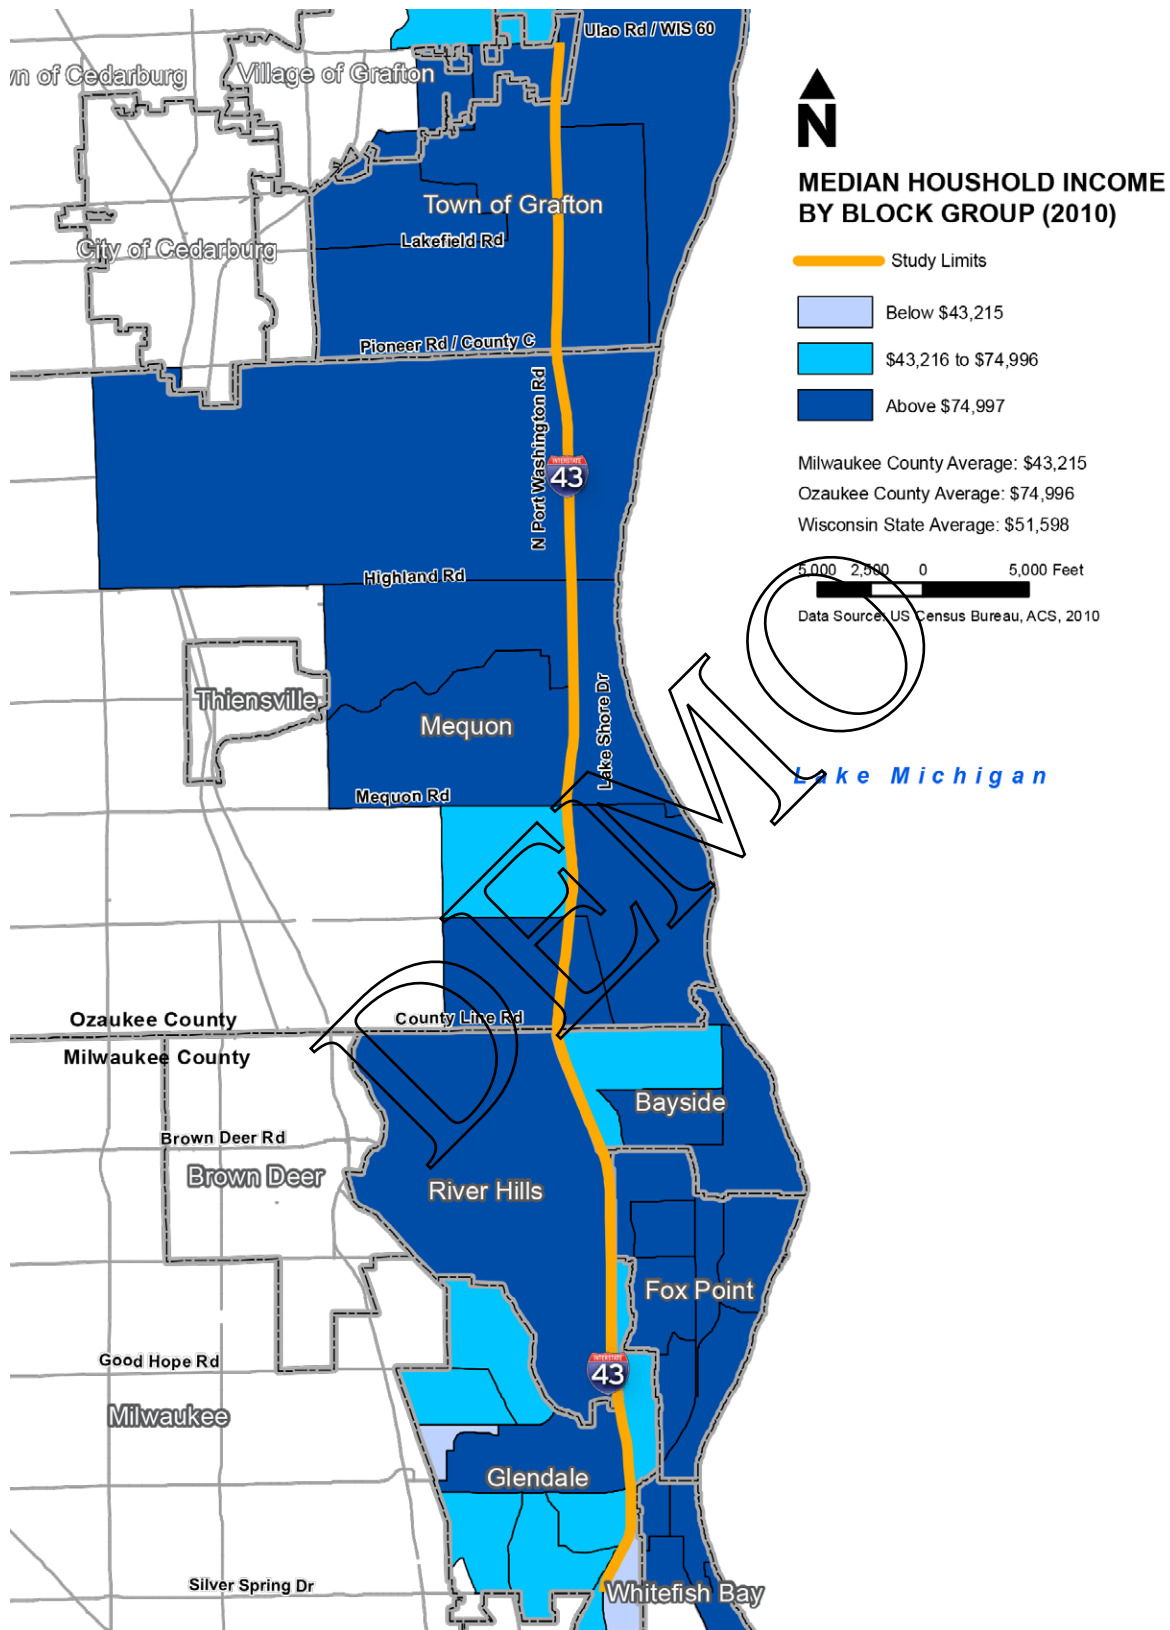 Ulao Rd / WIS 60
vn of Cedarburg
Village of Grafton
N
MEDIAN HOUSHOLD INCOME
BY BLOCK GROUP (2010)
Town of Grafton
Lakefield Rd
City of Cedarburg
Study Limits
Below $43,215
Pioneer Rd / County C
$43,216 to $74,996
Above $74,997
N Port Washington Rd
INTERSTATE
43
Milwaukee County Average: $43,215
Ozaukee County Average: $74,996
Wisconsin State Average: $51,598
Highland Rd
5,000 2,500 0 5,000 Feet
Data Source: US Census Bureau, ACS, 2010
Thiensville
Mequon
Lake Shore Dr
Lake Michigan
Mequon Rd
DEMO
Ozaukee County
County Line Rd
Milwaukee County
Bayside
Brown Deer Rd
Brown Deer
River Hills
Fox Point
Good Hope Rd
INTERSTATE
43
Milwaukee
Glendale
Silver Spring Dr
Whitefish Bay